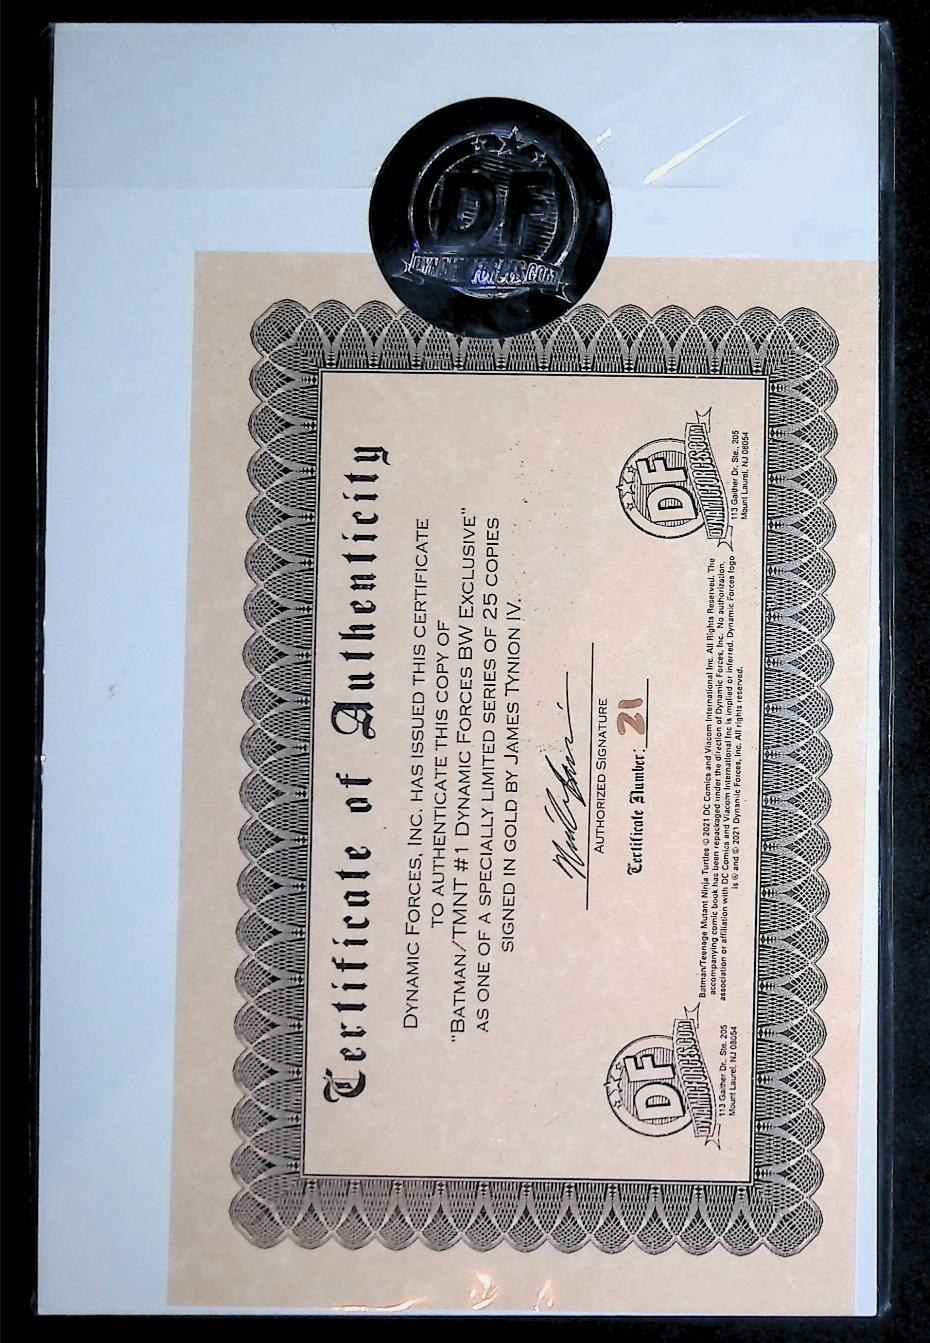 DF
DYNAMICFORCES.COM
Certificate of Authenticity
DYNAMIC FORCES, INC. HAS ISSUED THIS CERTIFICATE
TO AUTHENTICATE THIS COPY OF
"BATMAN/TMNT #1 DYNAMIC FORCES BW EXCLUSIVE"
AS ONE OF A SPECIALLY LIMITED SERIES OF 25 COPIES
SIGNED IN GOLD BY JAMES TYNION IV.
AUTHORIZED SIGNATURE
Certificate Number: 21
DF
DYNAMICFORCES.COM
113 Gaither Dr., Ste. 205
Mount Laurel, NJ 08054
Batman/Teenage Mutant Ninja Turtles © 2021 DC Comics and Viacom International Inc. All Rights Reserved. The
accompanying comic book has been repackaged under the direction of Dynamic Forces, Inc. No authorization,
association or affiliation with DC Comics and Viacom International Inc is implied or inferred. Dynamic Forces logo
is ® and © 2021 Dynamic Forces, Inc. All rights reserved.
DF
DYNAMICFORCES.COM
113 Gaither Dr. Ste., 205
Mount Laurel, NJ 08054